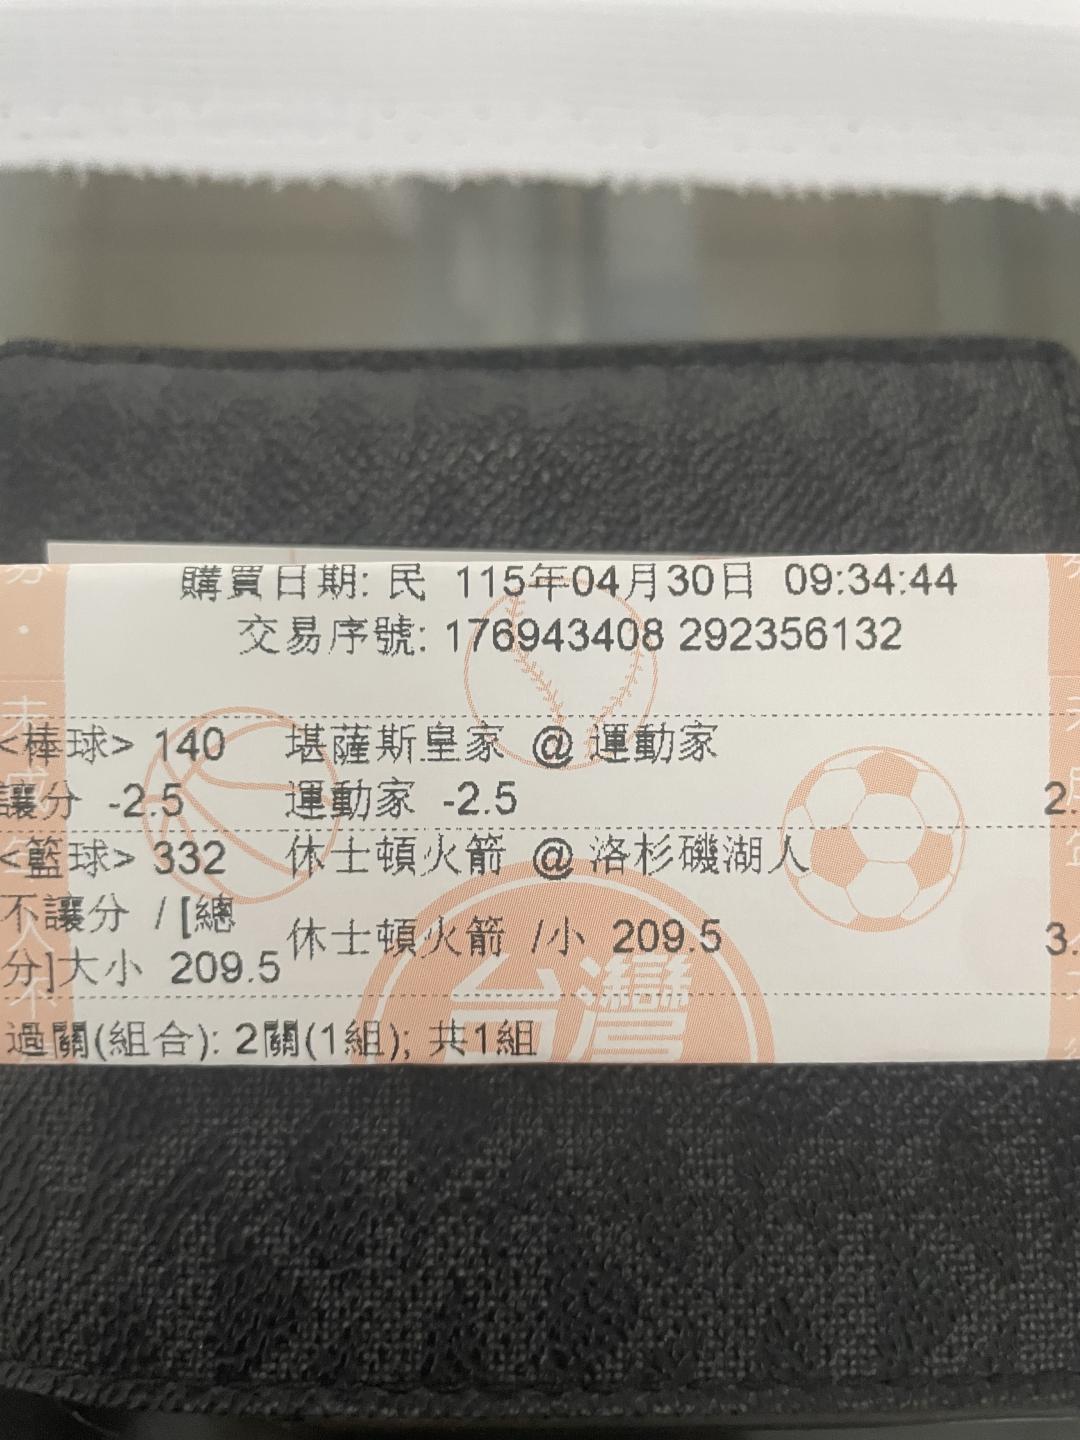 購買日期: 民 115年04月30日 09:34:44
交易序號: 176943408 292356132
<棒球> 140 堪薩斯皇家 @ 運動家
讓分 -2.5 運動家 -2.5 2.
<籃球> 332 休士頓火箭 @ 洛杉磯湖人
不讓分 / [總
分]大小 209.5 休士頓火箭 /小 209.5 3.
過關(組合): 2關(1組); 共1組
台灣